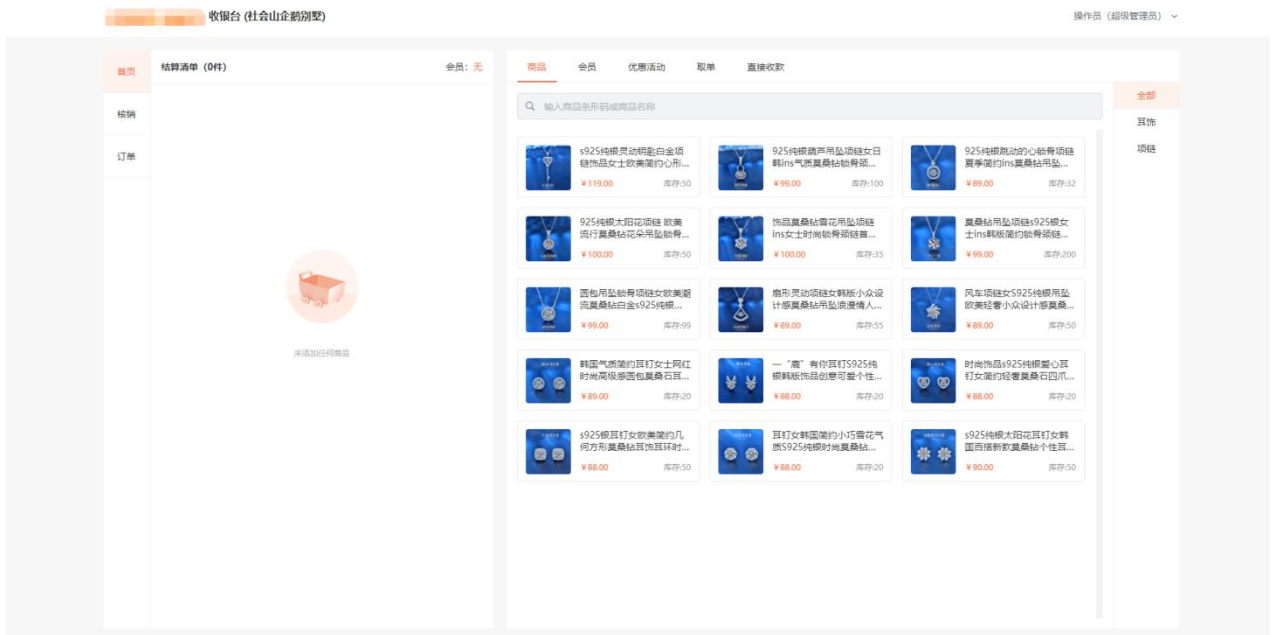 收银台 (杜会山企鹅别墅)
操作员（超级管理员）
首页
核销
订单
结算清单（0件）
会员：无
未添加任何商品
商品
会员
优惠活动
取单
直接收款
输入商品条形码或商品名称
全部
耳饰
项链
s925纯银灵动钥匙白金项
链饰品女士欧美简约心形...
￥119.00
库存:50
925纯银葫芦吊坠项链女日
韩ins气质莫桑钻锁骨颈...
￥99.00
库存:100
925纯银跳动的心锁骨项链
夏季简约ins莫桑钻吊坠...
￥89.00
库存:32
925纯银太阳花项链 欧美
流行莫桑钻花朵吊坠锁骨...
￥100.00
库存:50
饰品莫桑钻雪花吊坠项链
ins女士时尚锁骨颈链首...
￥100.00
库存:35
莫桑钻吊坠项链s925银女
士ins韩版简约锁骨颈链...
￥99.00
库存:200
圆包吊坠锁骨项链女欧美潮
流莫桑钻白金s925纯银...
￥99.00
库存:99
扇形灵动项链女韩版小众设
计感莫桑钻吊坠浪漫情人...
￥89.00
库存:55
风车项链女S925纯银吊坠
欧美轻奢小众设计感莫桑...
￥89.00
库存:50
韩国气质简约耳钉女士网红
时尚高级感圆包莫桑石耳...
￥89.00
库存:20
一“鹿”有你耳钉S925纯
银韩版饰品创意可爱个性...
￥88.00
库存:20
时尚饰品s925纯银爱心耳
钉女简约轻奢莫桑石四爪...
￥88.00
库存:20
s925银耳钉女欧美简约几
何方形莫桑钻耳饰耳环时...
￥88.00
库存:50
耳钉女韩国简约小巧雪花气
质S925纯银时尚莫桑钻...
￥88.00
库存:20
s925纯银太阳花耳钉女韩
国百搭新款莫桑钻个性耳...
￥90.00
库存:50